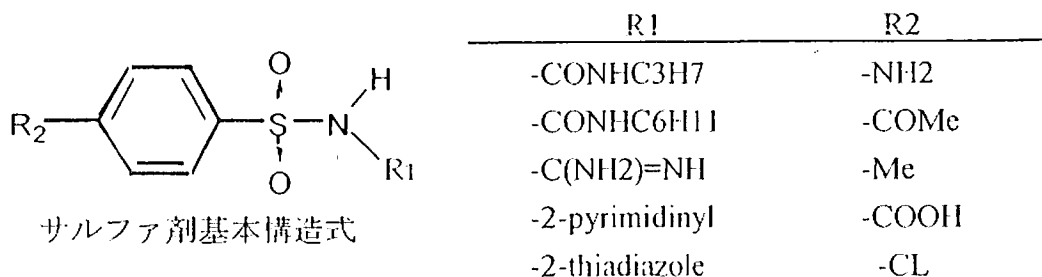 R1 R2
-CONHC3H7 -NH2
-CONHC6H11 -COMe
-C(NH2)=NH -Me
-2-pyrimidinyl -COOH
-2-thiadiazole -CL
O
H
R2 S N
O R1
サルファ剤基本構造式